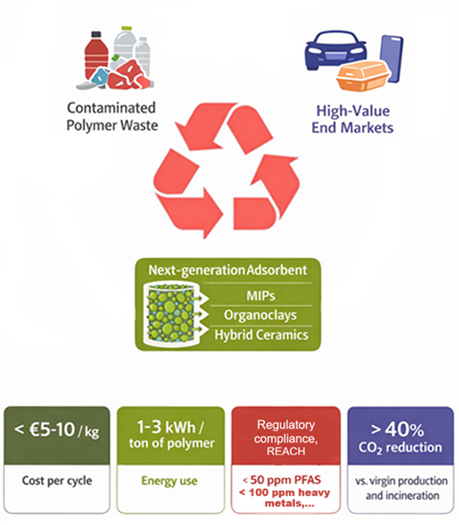 Contaminated
Polymer Waste
High-Value
End Markets
Next-generation Adsorbent
MIPs
Organoclays
Hybrid Ceramics
< €5-10 / kg
Cost per cycle
1-3 kWh /
ton of polymer
Energy use
Regulatory
compliance,
REACH
< 50 ppm PFAS
< 100 ppm heavy
metals,...
> 40%
CO₂ reduction
vs. virgin production
and incineration